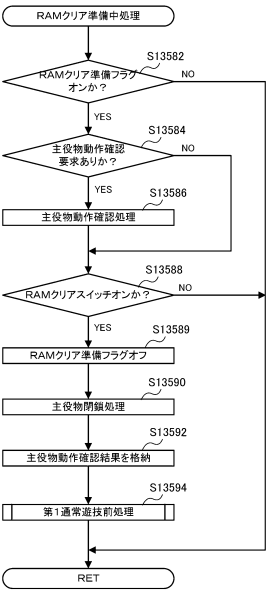 RAMクリア準備中処理
S13582
RAMクリア準備フラグ
オンか？
NO
YES
S13584
主役物動作確認
要求ありか？
NO
YES
S13586
主役物動作確認処理
S13588
RAMクリアスイッチオンか？
NO
YES
S13589
RAMクリア準備フラグオフ
S13590
主役物閉鎖処理
S13592
主役物動作確認結果を格納
S13594
第１通常遊技前処理
RET